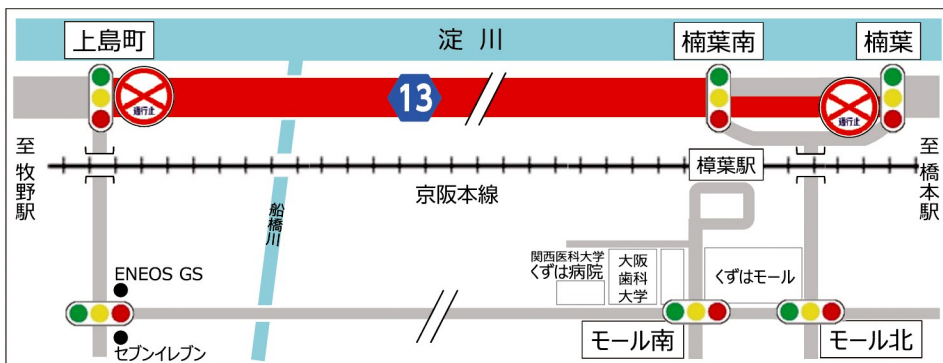 淀川
上島町
楠葉南
楠葉
通行止
13
通行止
至牧野駅
至橋本駅
樟葉駅
京阪本線
船橋川
関西医科大学
くずは病院
大阪
歯科
大学
くずはモール
ENEOS GS
セブンイレブン
モール南
モール北